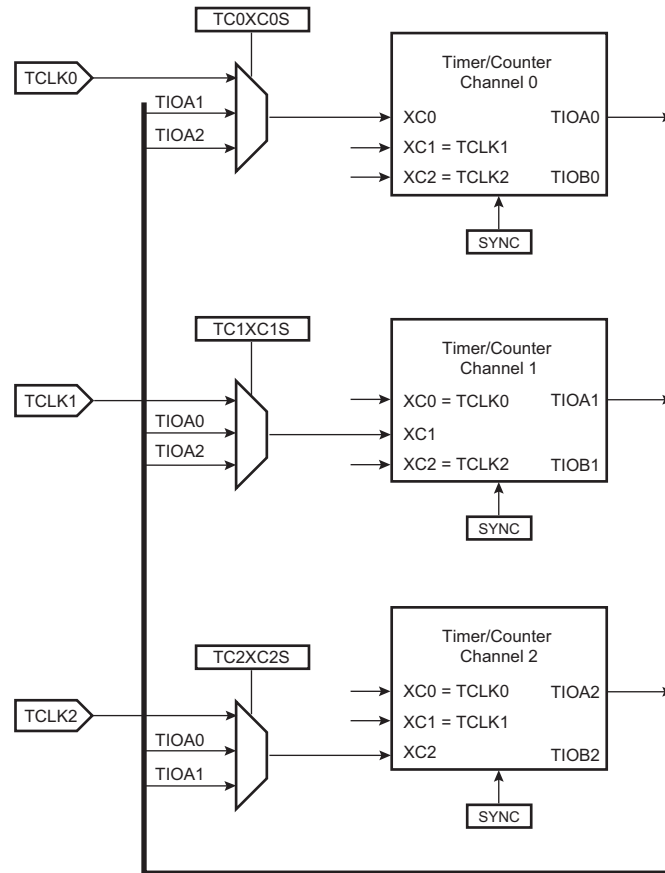 TC0XC0S
TCLK0
TIOA1
TIOA2
Timer/Counter
Channel 0
XC0
TIOA0
XC1 = TCLK1
XC2 = TCLK2
TIOB0
SYNC
TC1XC1S
TCLK1
TIOA0
TIOA2
Timer/Counter
Channel 1
XC0 = TCLK0
TIOA1
XC1
XC2 = TCLK2
TIOB1
SYNC
TC2XC2S
TCLK2
TIOA0
TIOA1
Timer/Counter
Channel 2
XC0 = TCLK0
TIOA2
XC1 = TCLK1
XC2
TIOB2
SYNC